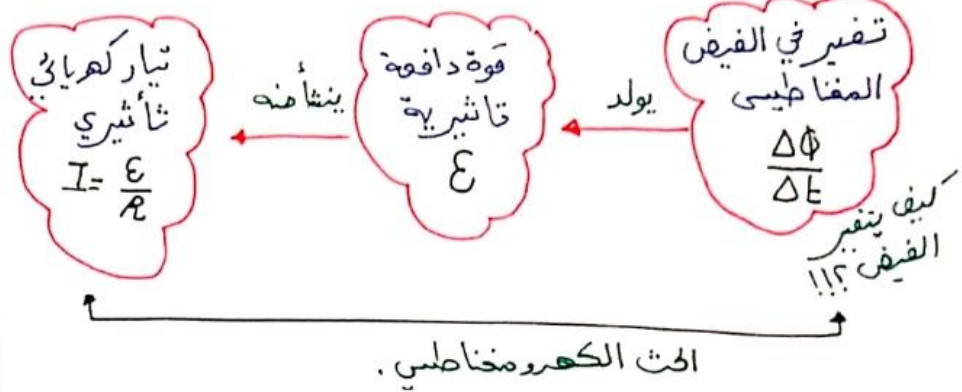 تغير في الفيض
المغناطيسي
ΔΦ
Δt
يولد
قوة دافعة
تأثيرية
ε
ينشأ منه
تيار كهربائي
تأثيري
I = ε/R
كيف يتغير
الفيض ؟!!!
الحث الكهرومغناطيسي .